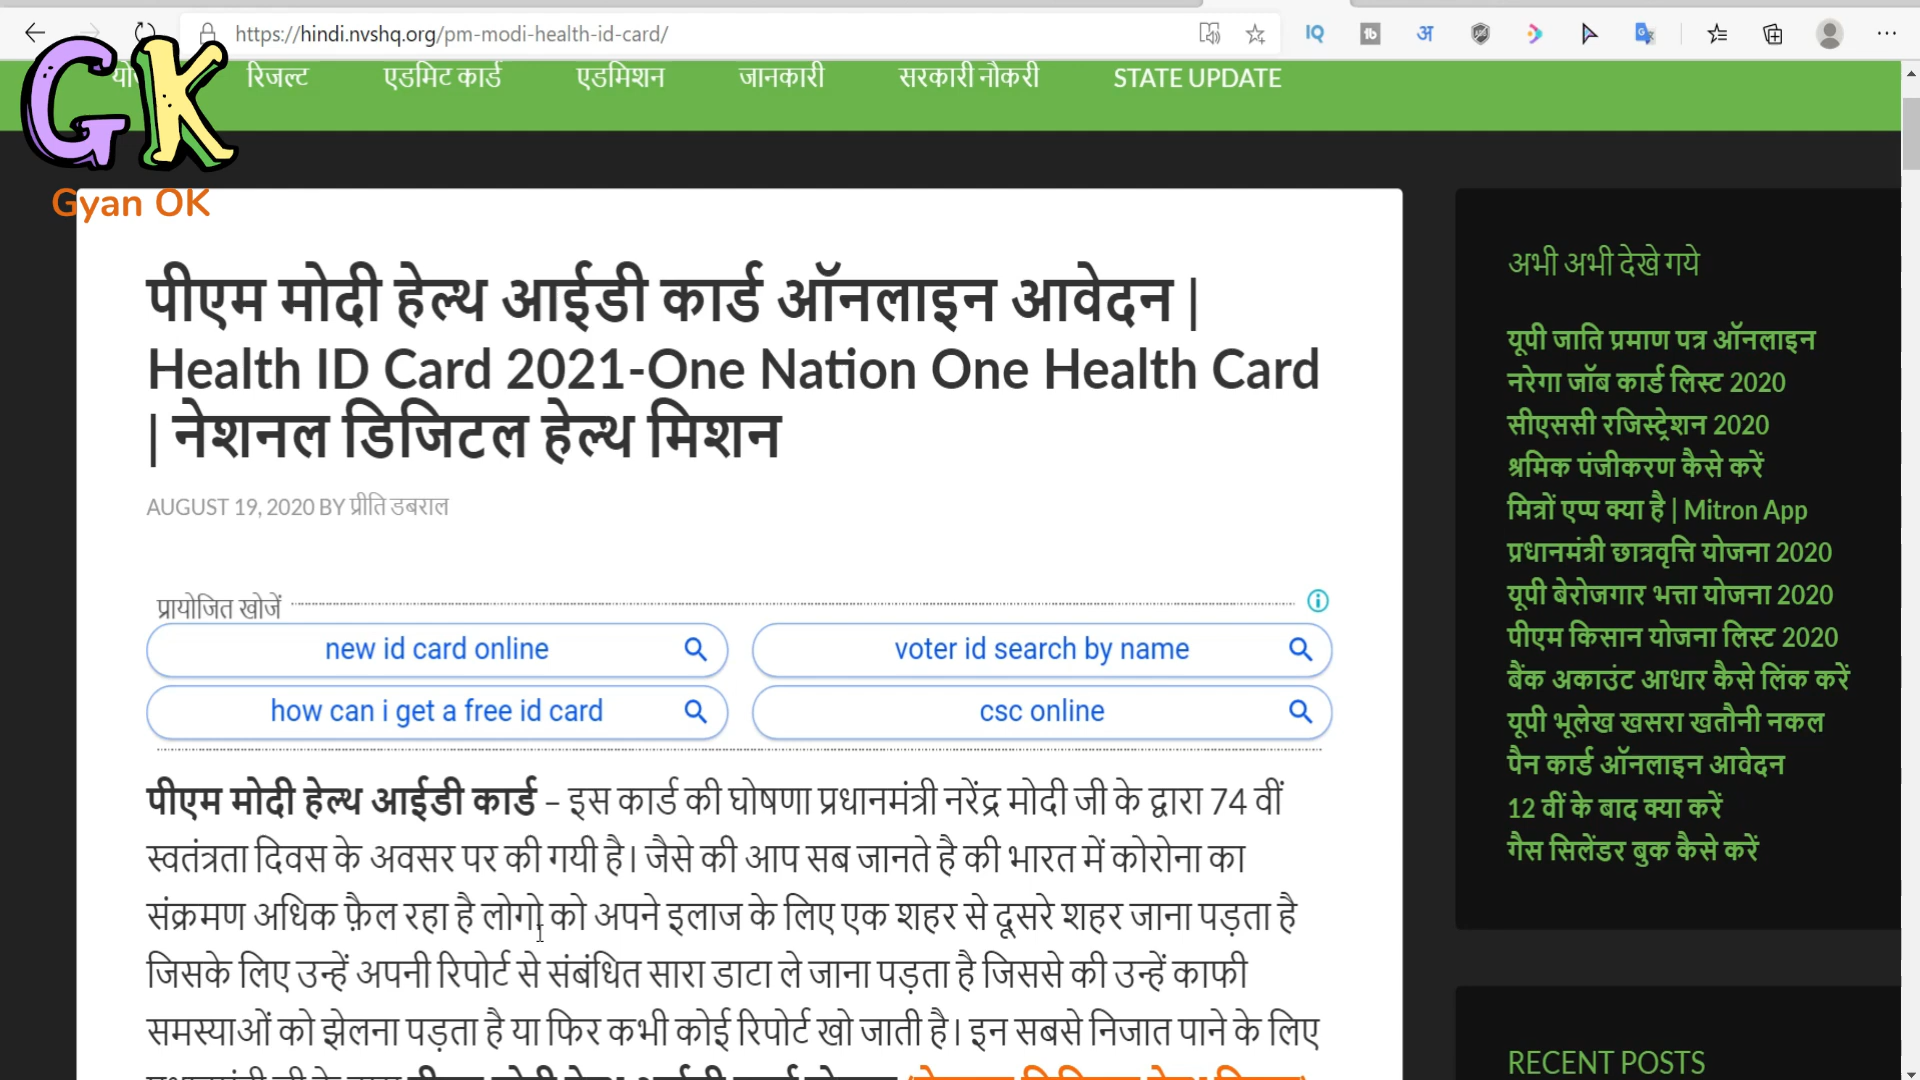 https://hindi.nvshq.org/pm-modi-health-id-card/
रिजल्ट एडमिट कार्ड एडमिशन जानकारी सरकारी नौकरी STATE UPDATE
GK
Gyan OK
पीएम मोदी हेल्थ आईडी कार्ड ऑनलाइन आवेदन |
Health ID Card 2021-One Nation One Health Card
| नेशनल डिजिटल हेल्थ मिशन
AUGUST 19, 2020 BY प्रीति डबराल
प्रायोजित खोजें
new id card online
voter id search by name
how can i get a free id card
csc online
पीएम मोदी हेल्थ आईडी कार्ड – इस कार्ड की घोषणा प्रधानमंत्री नरेंद्र मोदी जी के द्वारा 74 वीं
स्वतंत्रता दिवस के अवसर पर की गयी है। जैसे की आप सब जानते है की भारत में कोरोना का
संक्रमण अधिक फ़ैल रहा है लोगो को अपने इलाज के लिए एक शहर से दूसरे शहर जाना पड़ता है
जिसके लिए उन्हें अपनी रिपोर्ट से संबंधित सारा डाटा ले जाना पड़ता है जिससे की उन्हें काफी
समस्याओं को झेलना पड़ता है या फिर कभी कोई रिपोर्ट खो जाती है। इन सबसे निजात पाने के लिए
अभी अभी देखे गये
यूपी जाति प्रमाण पत्र ऑनलाइन
नरेगा जॉब कार्ड लिस्ट 2020
सीएससी रजिस्ट्रेशन 2020
श्रमिक पंजीकरण कैसे करें
मित्रों एप्प क्या है | Mitron App
प्रधानमंत्री छात्रवृत्ति योजना 2020
यूपी बेरोजगार भत्ता योजना 2020
पीएम किसान योजना लिस्ट 2020
बैंक अकाउंट आधार कैसे लिंक करें
यूपी भूलेख खसरा खतौनी नकल
पैन कार्ड ऑनलाइन आवेदन
12 वीं के बाद क्या करें
गैस सिलेंडर बुक कैसे करें
RECENT POSTS